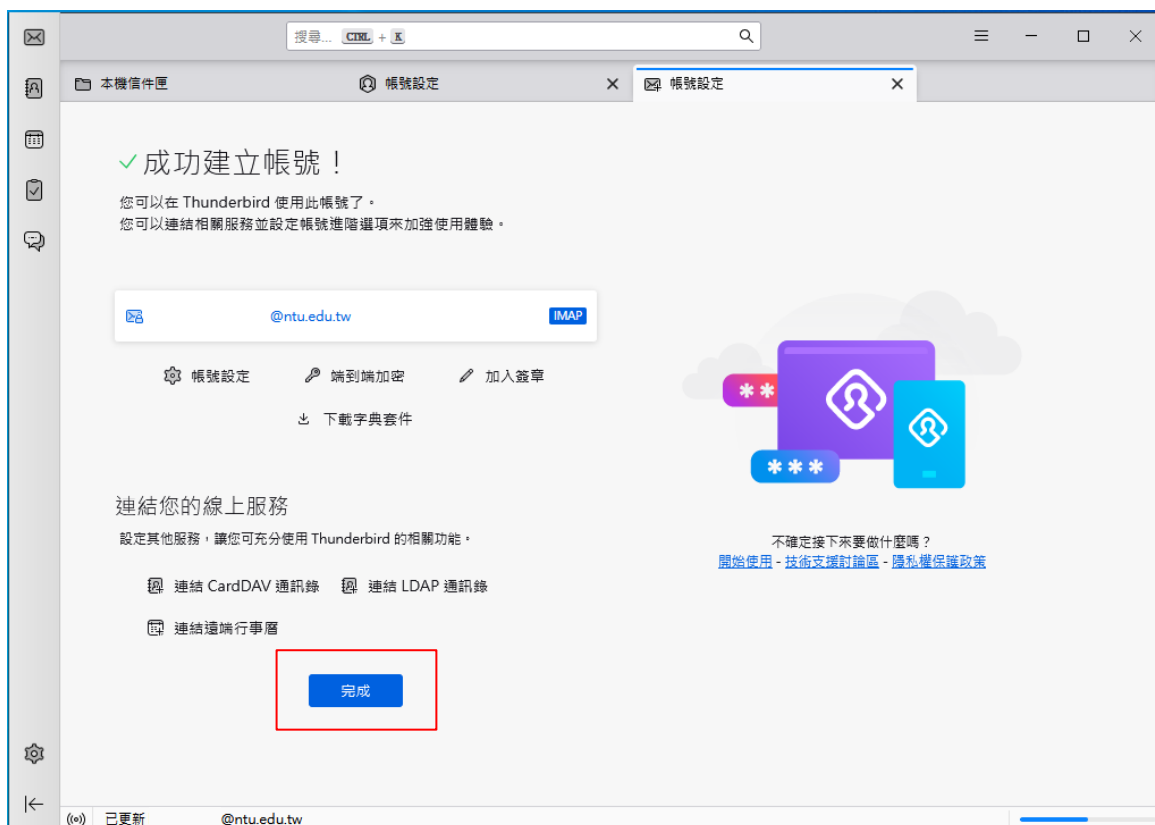 搜尋... CTRL + K
本機信件匣
帳號設定
帳號設定
成功建立帳號！
您可以在 Thunderbird 使用此帳號了。
您可以連結相關服務並設定帳號進階選項來加強使用體驗。
@ntu.edu.tw
IMAP
帳號設定
端到端加密
加入簽章
下載字典套件
連結您的線上服務
設定其他服務，讓您可充分使用 Thunderbird 的相關功能。
連結 CardDAV 通訊錄
連結 LDAP 通訊錄
連結遠端行事曆
完成
不確定接下來要做什麼嗎？
開始使用 - 技術支援討論區 - 隱私權保護政策
已更新 @ntu.edu.tw